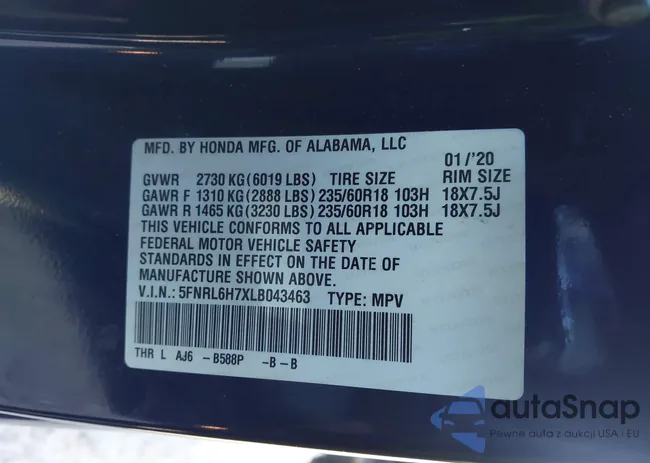 MFD. BY HONDA MFG. OF ALABAMA, LLC
01/'20
GVWR 2730 KG(6019 LBS) TIRE SIZE RIM SIZE
GAWR F 1310 KG(2888 LBS)235/60R18 103H 18X7.5J
GAWR R 1465 KG(3230 LBS)235/60R18 103H 18X7.5J
THIS VEHICLE CONFORMS TO ALL APPLICABLE
FEDERAL MOTOR VEHICLE SAFETY
STANDARDS IN EFFECT ON THE DATE OF
MANUFACTURE SHOWN ABOVE.
V.I.N.:5FNRL6H7XLB043463 TYPE: MPV
THR L AJ6 -B588P -B-B
autaSnap
Pewne auta z aukcji USA i EU